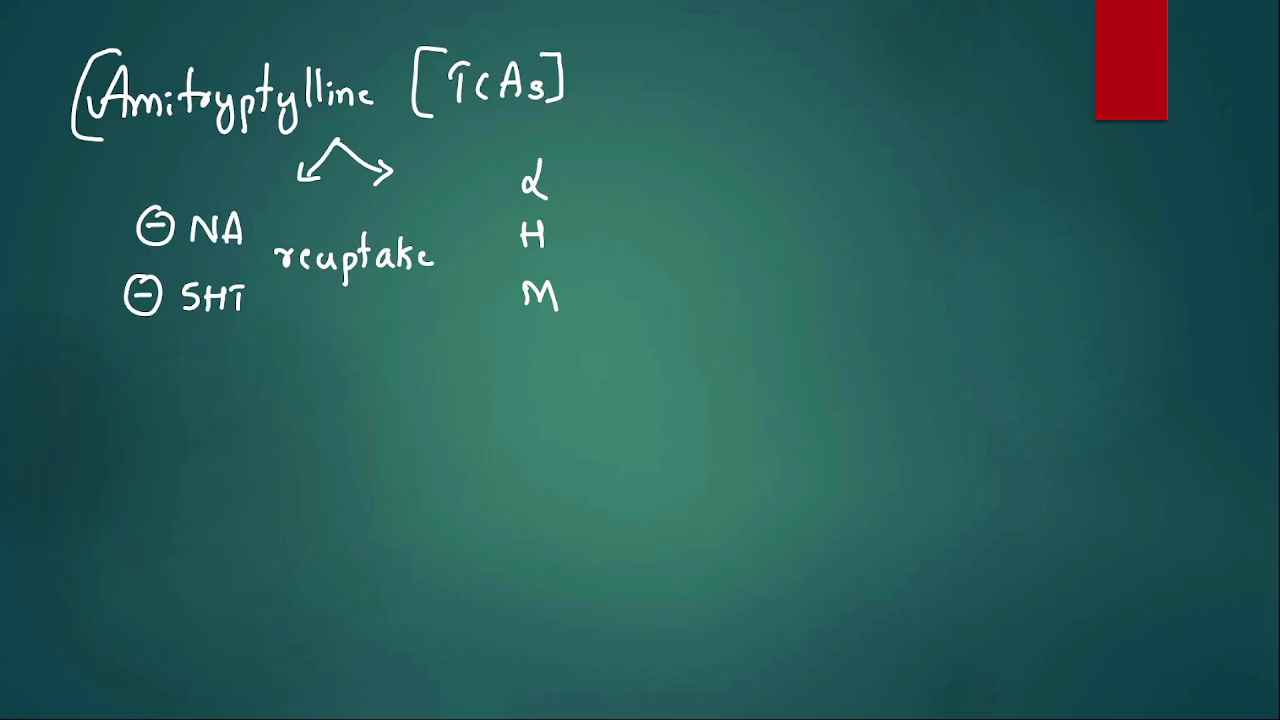 Amitryptylline [TCAs]
⊖ NA
reuptake
⊖ 5HT
α
H
M